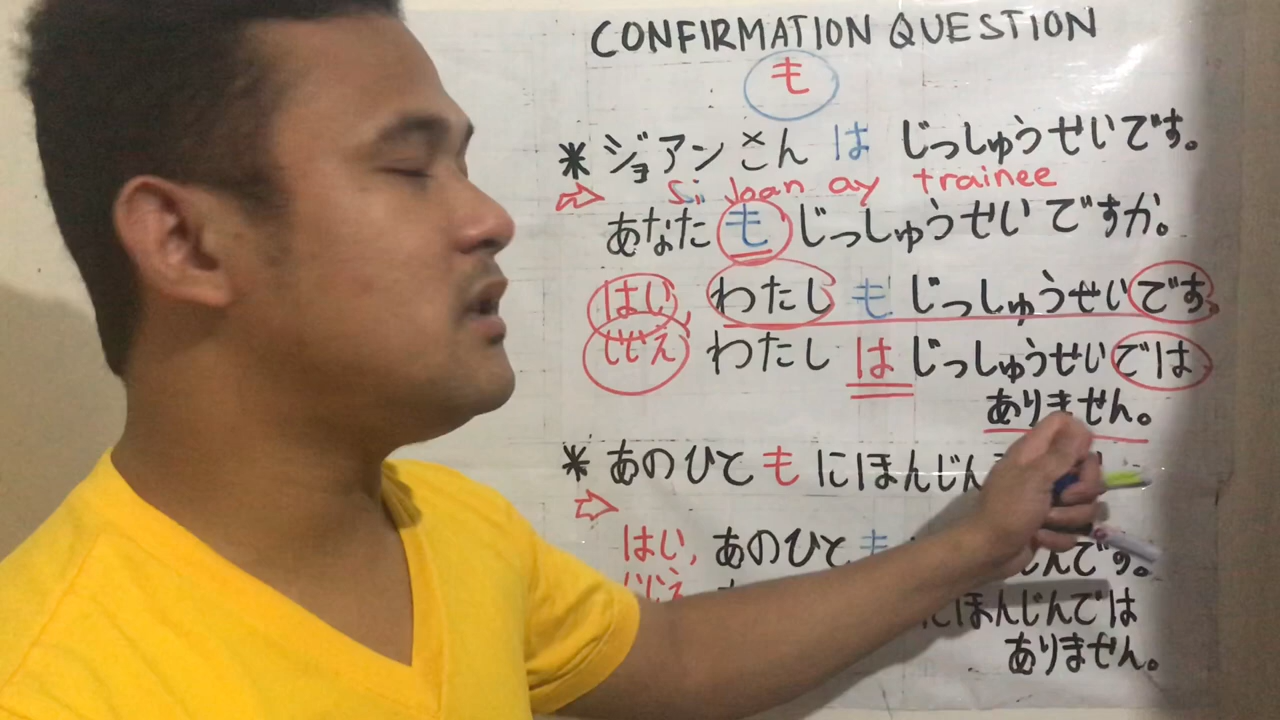 CONFIRMATION QUESTION
も
* ジョアンさん は じっしゅうせいです。
⇨ Si Joan ay trainee
あなた も じっしゅうせい ですか。
はい, わたし も じっしゅうせいです。
いいえ わたし は じっしゅうせいでは
ありません。
* あのひと も にほんじん
⇨
はい, あのひと も んです。
いいえ にほんじんでは
ありません。